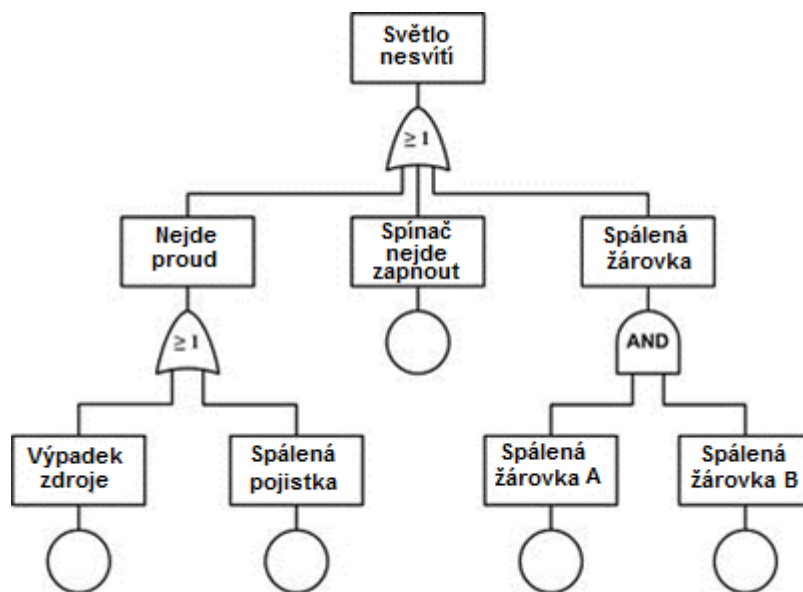 Světlo
nesvítí
≥ 1
Nejde
proud
Spínač
nejde
zapnout
Spálená
žárovka
≥ 1
AND
Výpadek
zdroje
Spálená
pojistka
Spálená
žárovka A
Spálená
žárovka B